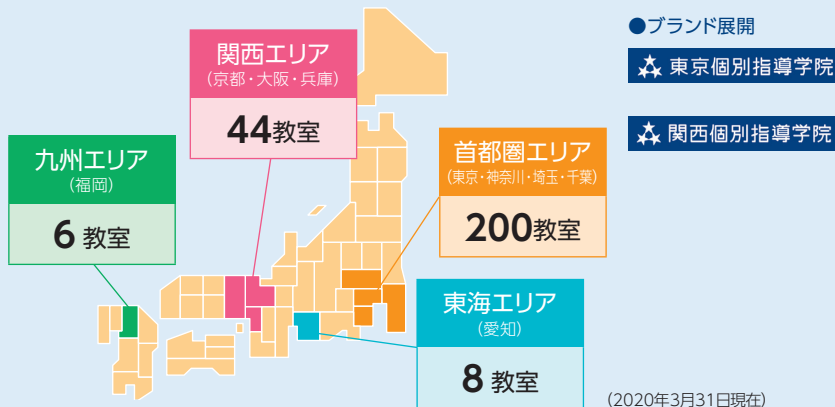 関西エリア
(京都・大阪・兵庫)
44教室
九州エリア
(福岡)
6 教室
首都圏エリア
(東京・神奈川・埼玉・千葉)
200教室
東海エリア
(愛知)
8 教室
●ブランド展開
東京個別指導学院
関西個別指導学院
(2020年3月31日現在)